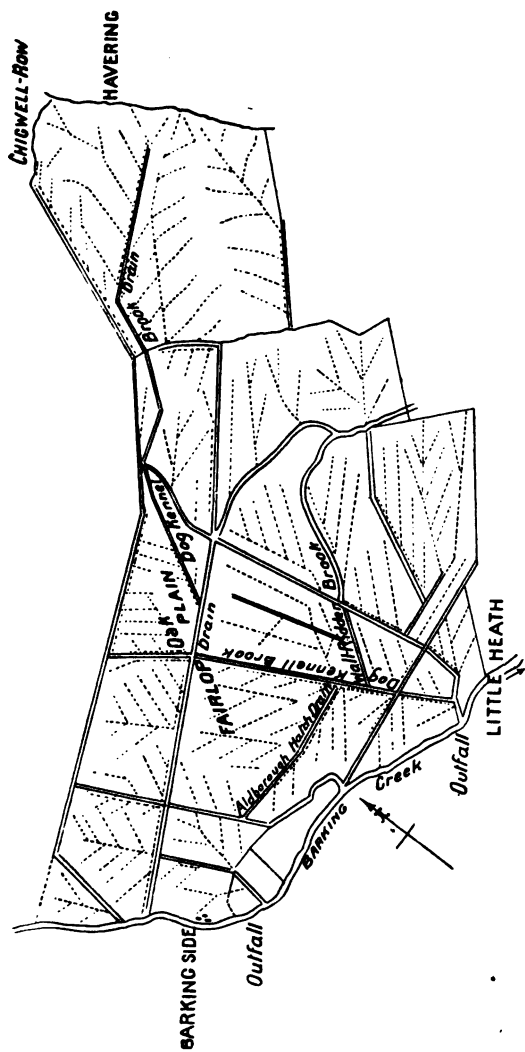 CHIGWELL-ROW
HAVERING
Brook Drain
Dog Kennel
OAK
PLAIN
FAIRLOP
Drain
Dog Kennell Brook
Brook
Aldborough Hatch Drain
BARKING
Creek
BARKING SIDE
Outfall
Outfall
LITTLE HEATH